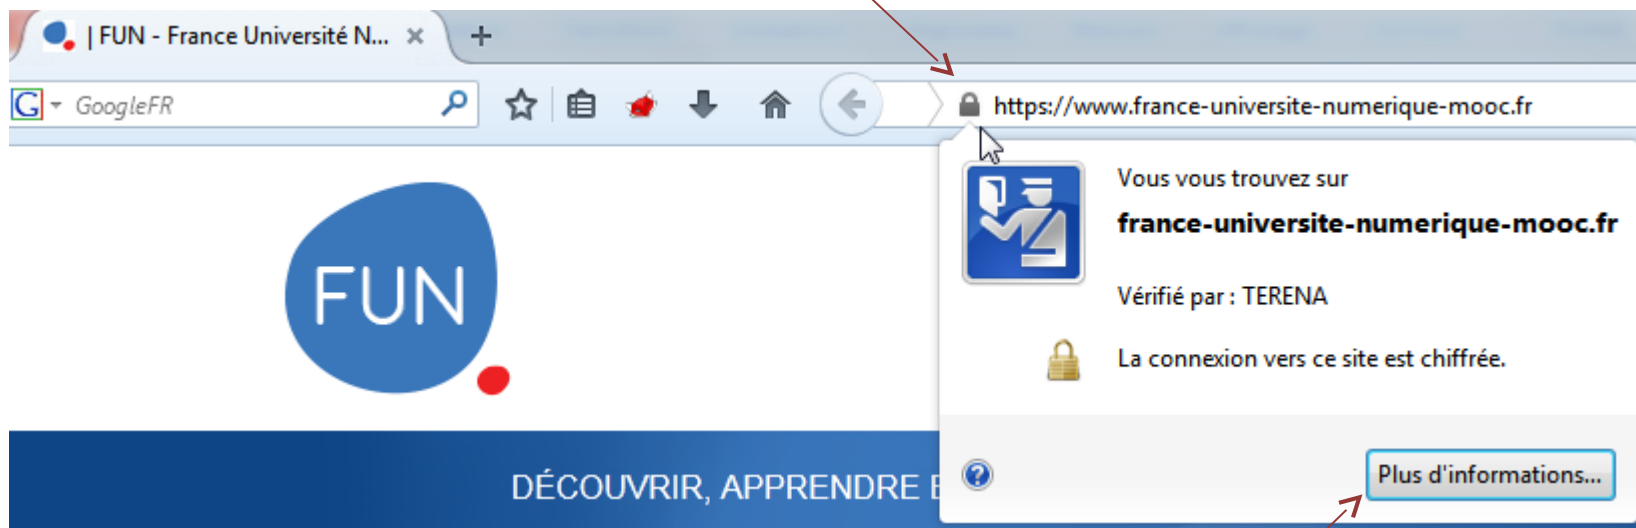 | FUN - France Université N...
GoogleFR
https://www.france-universite-numerique-mooc.fr
Vous vous trouvez sur
france-universite-numerique-mooc.fr
Vérifié par : TERENA
La connexion vers ce site est chiffrée.
Plus d'informations...
FUN
DÉCOUVRIR, APPRENDRE E